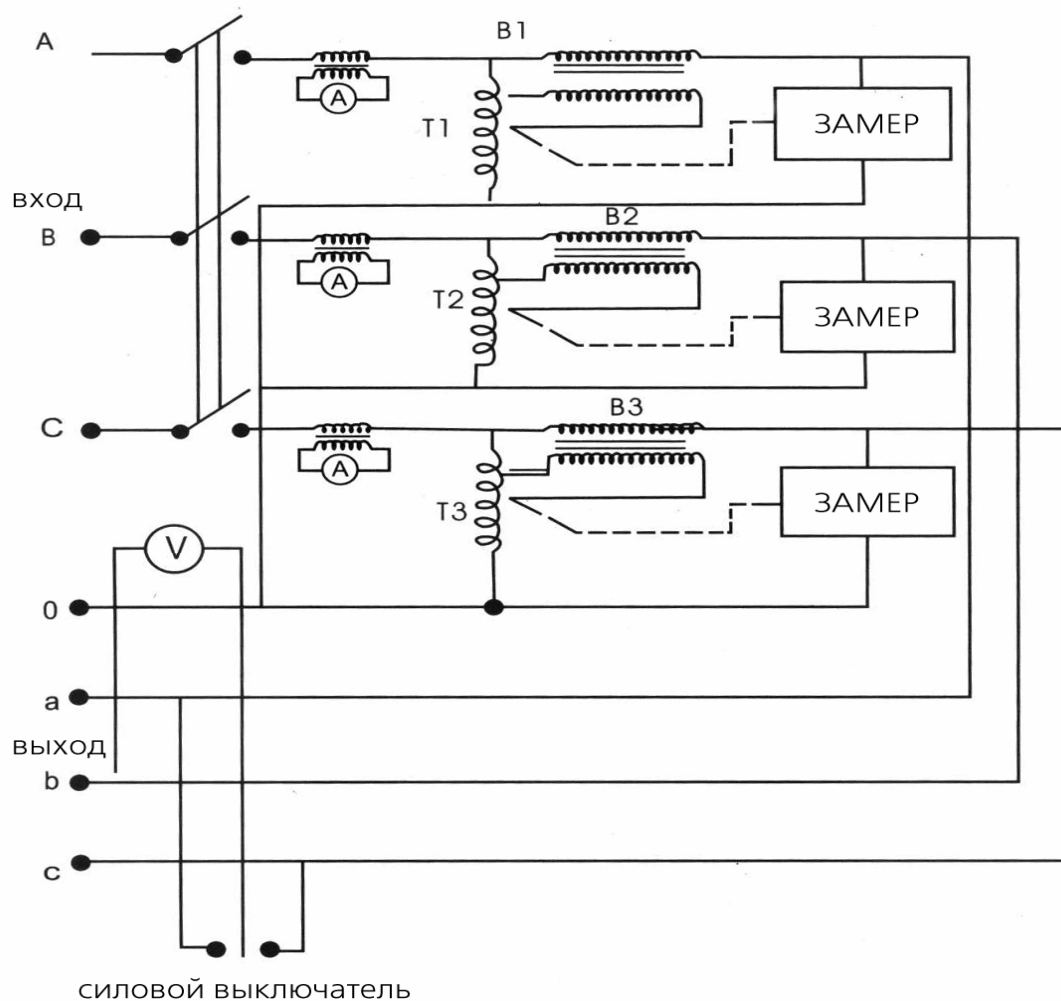 A
B1
A
T1
ЗАМЕР
вход
B
B2
A
T2
ЗАМЕР
C
B3
A
T3
ЗАМЕР
V
0
a
выход
b
c
силовой выключатель